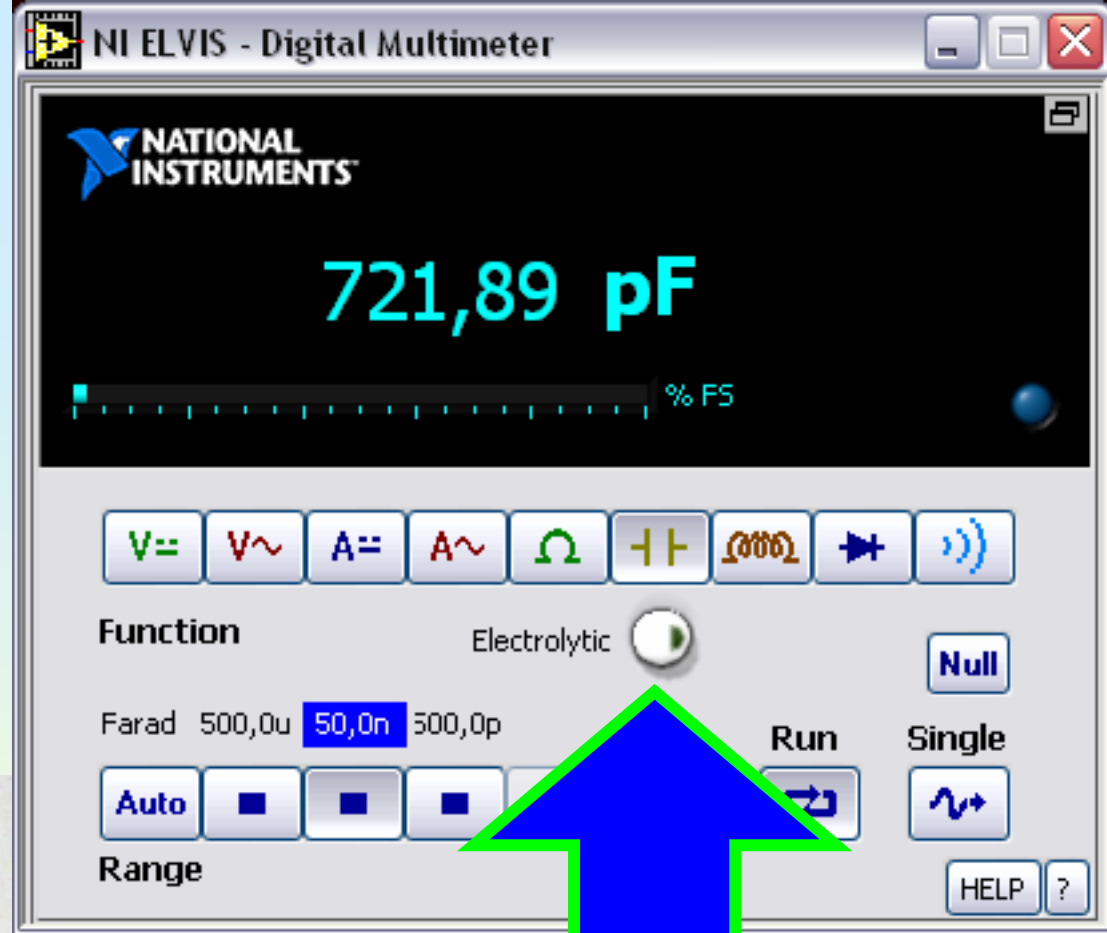 NI ELVIS - Digital Multimeter
NATIONAL
INSTRUMENTS
721,89 pF
% FS
V V A A Ω
Function
Electrolytic
Null
Farad 500,0u 50,0n 500,0p
Run Single
Auto
Range
HELP ?